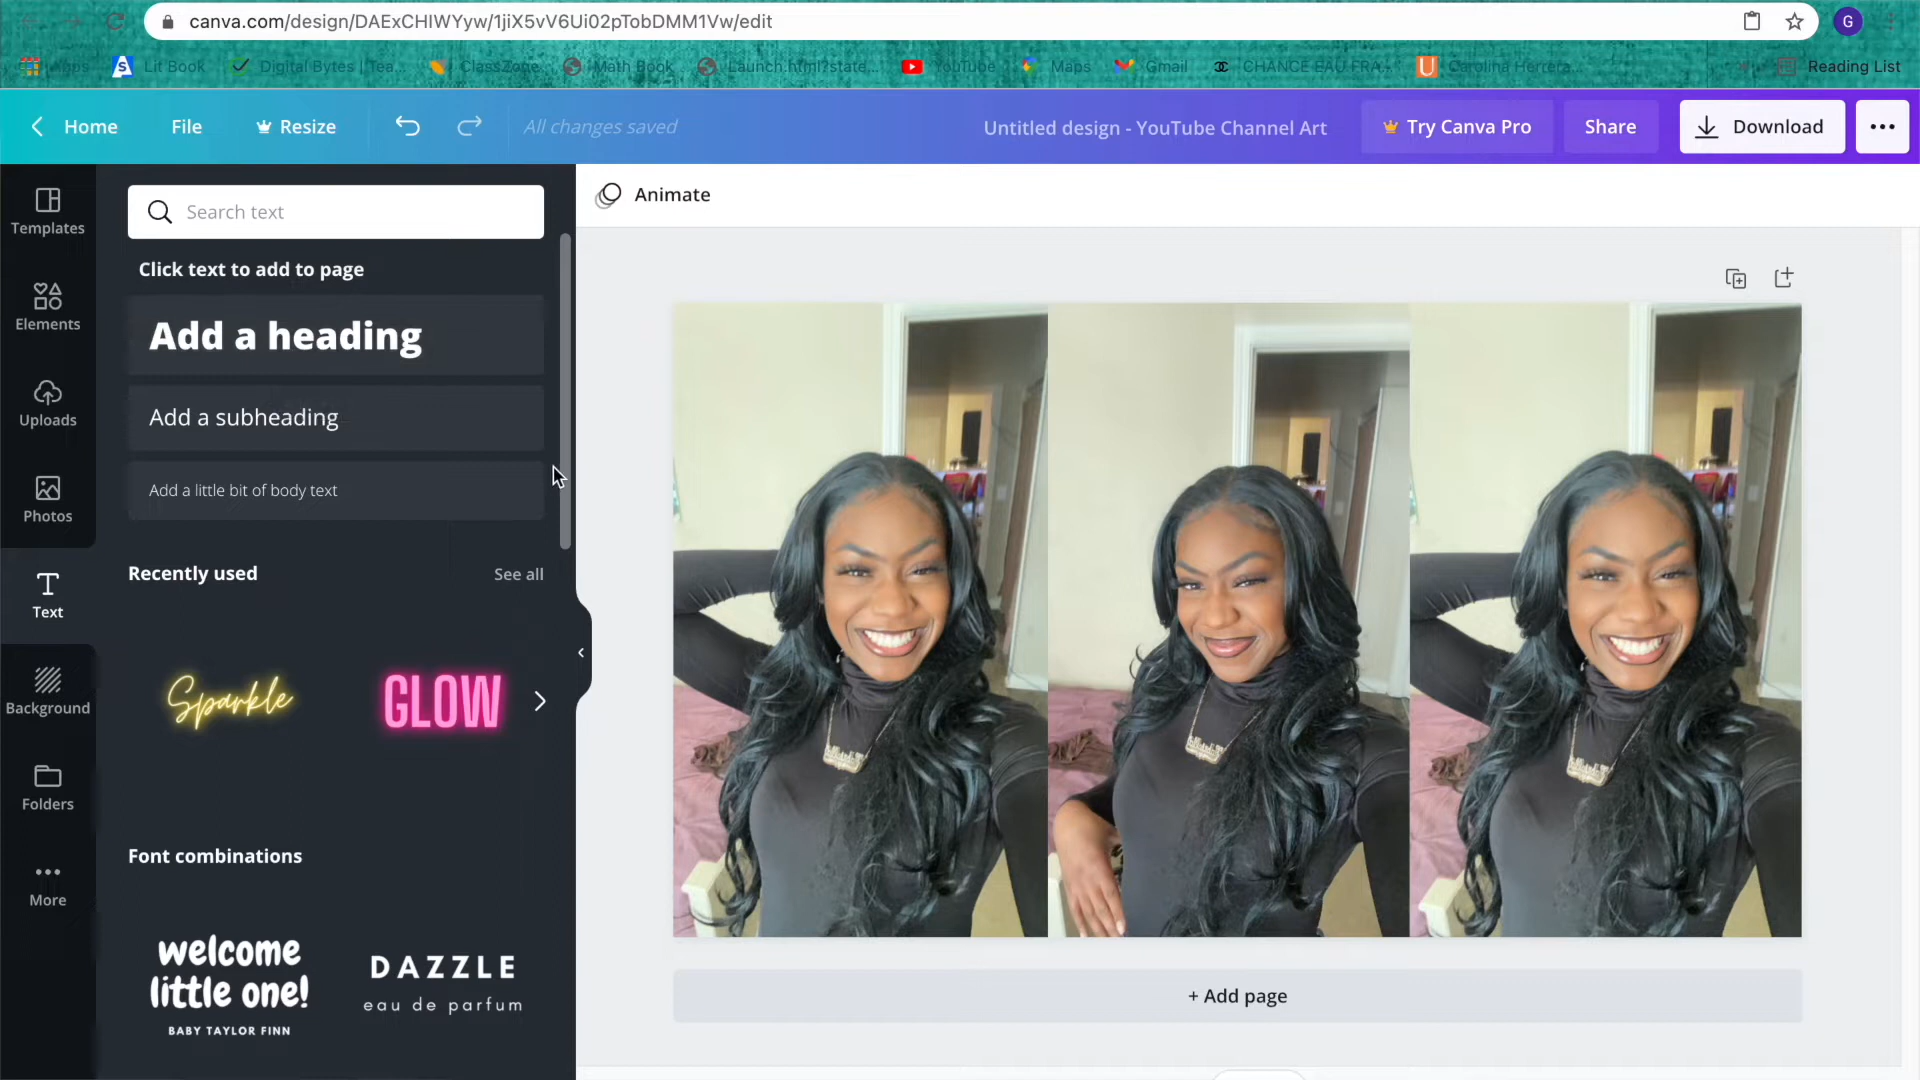 canva.com/design/DAExCHIWYyw/1jiX5vV6Ui02pTobDMM1Vw/edit
G
Apps Lit Book Digital Bytes | Tea... ClassZone Math Book Launch.html?state... YouTube Maps Gmail CHANCE EAU FRA... Carolina Herrera... Reading List
Home File Resize All changes saved Untitled design - YouTube Channel Art Try Canva Pro Share Download
Templates
Elements
Uploads
Photos
Text
Background
Folders
More
Search text
Click text to add to page
Add a heading
Add a subheading
Add a little bit of body text
Recently used See all
Sparkle GLOW
Font combinations
welcome
little one!
BABY TAYLOR FINN
DAZZLE
eau de parfum
Animate
+ Add page